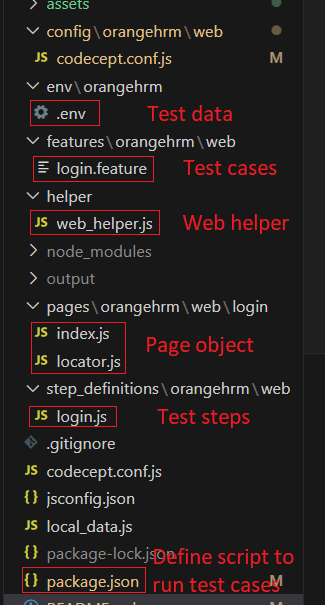 assets
config\orangehrm\web
JS codecept.conf.js M
env\orangehrm
.env Test data
features\orangehrm\web
login.feature Test cases
helper
JS web_helper.js Web helper
node_modules
output
pages\orangehrm\web\login
JS index.js
Page object
JS locator.js
step_definitions\orangehrm\web
JS login.js Test steps
.gitignore
JS codecept.conf.js
jsconfig.json
JS local_data.js
{} package-lock.json Define script to
{} package.json run test cases M
README